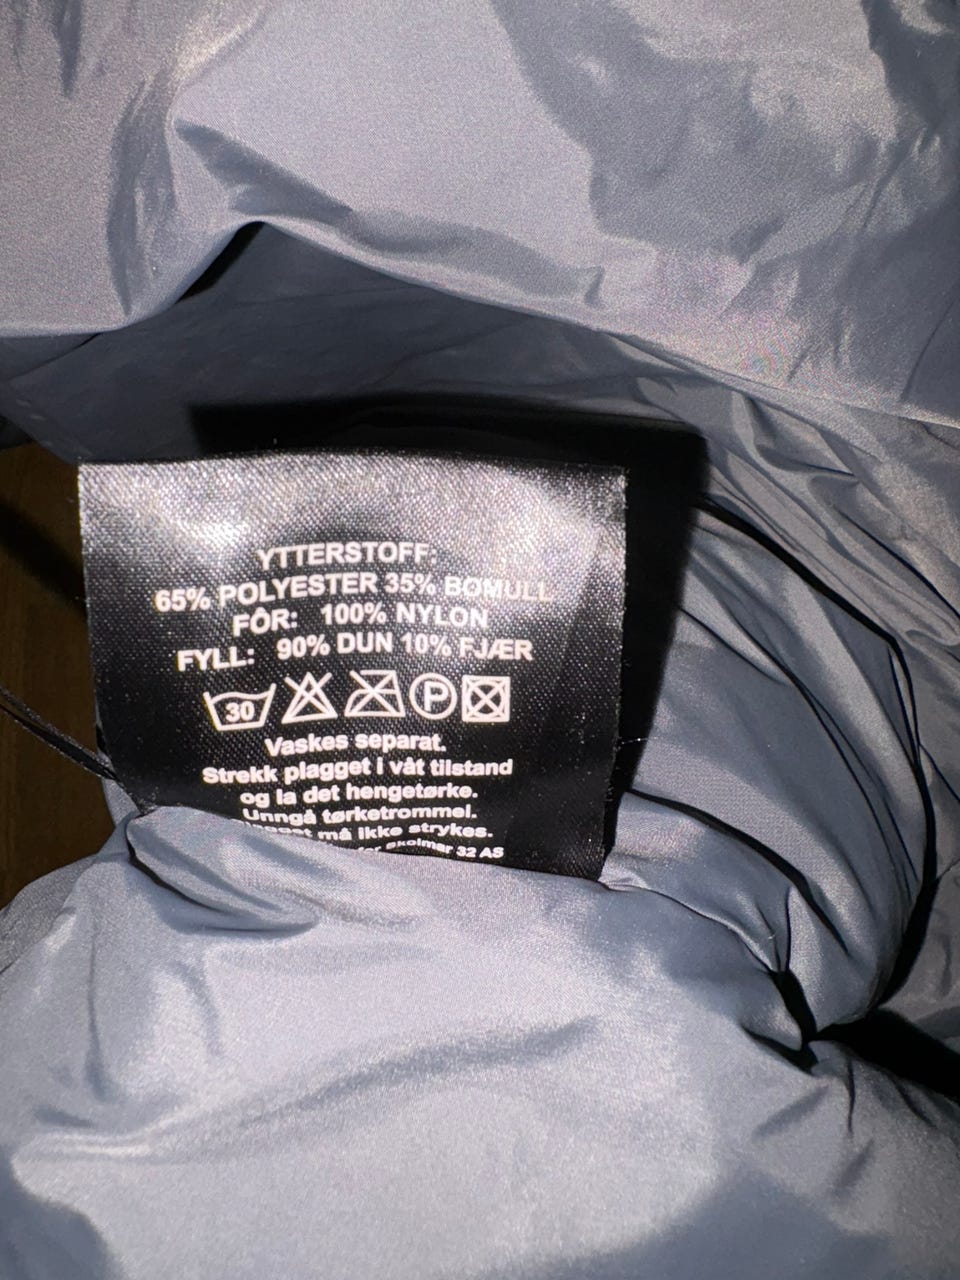 YTTERSTOFF:
65% POLYESTER 35% BOMULL
FÔR: 100% NYLON
FYLL: 90% DUN 10% FJÆR
30 P
Vaskes separat.
Strekk plagget i våt tilstand
og la det hengetørke.
Unngå tørketrommel.
må ikke strykes.
skolmar 32 AS